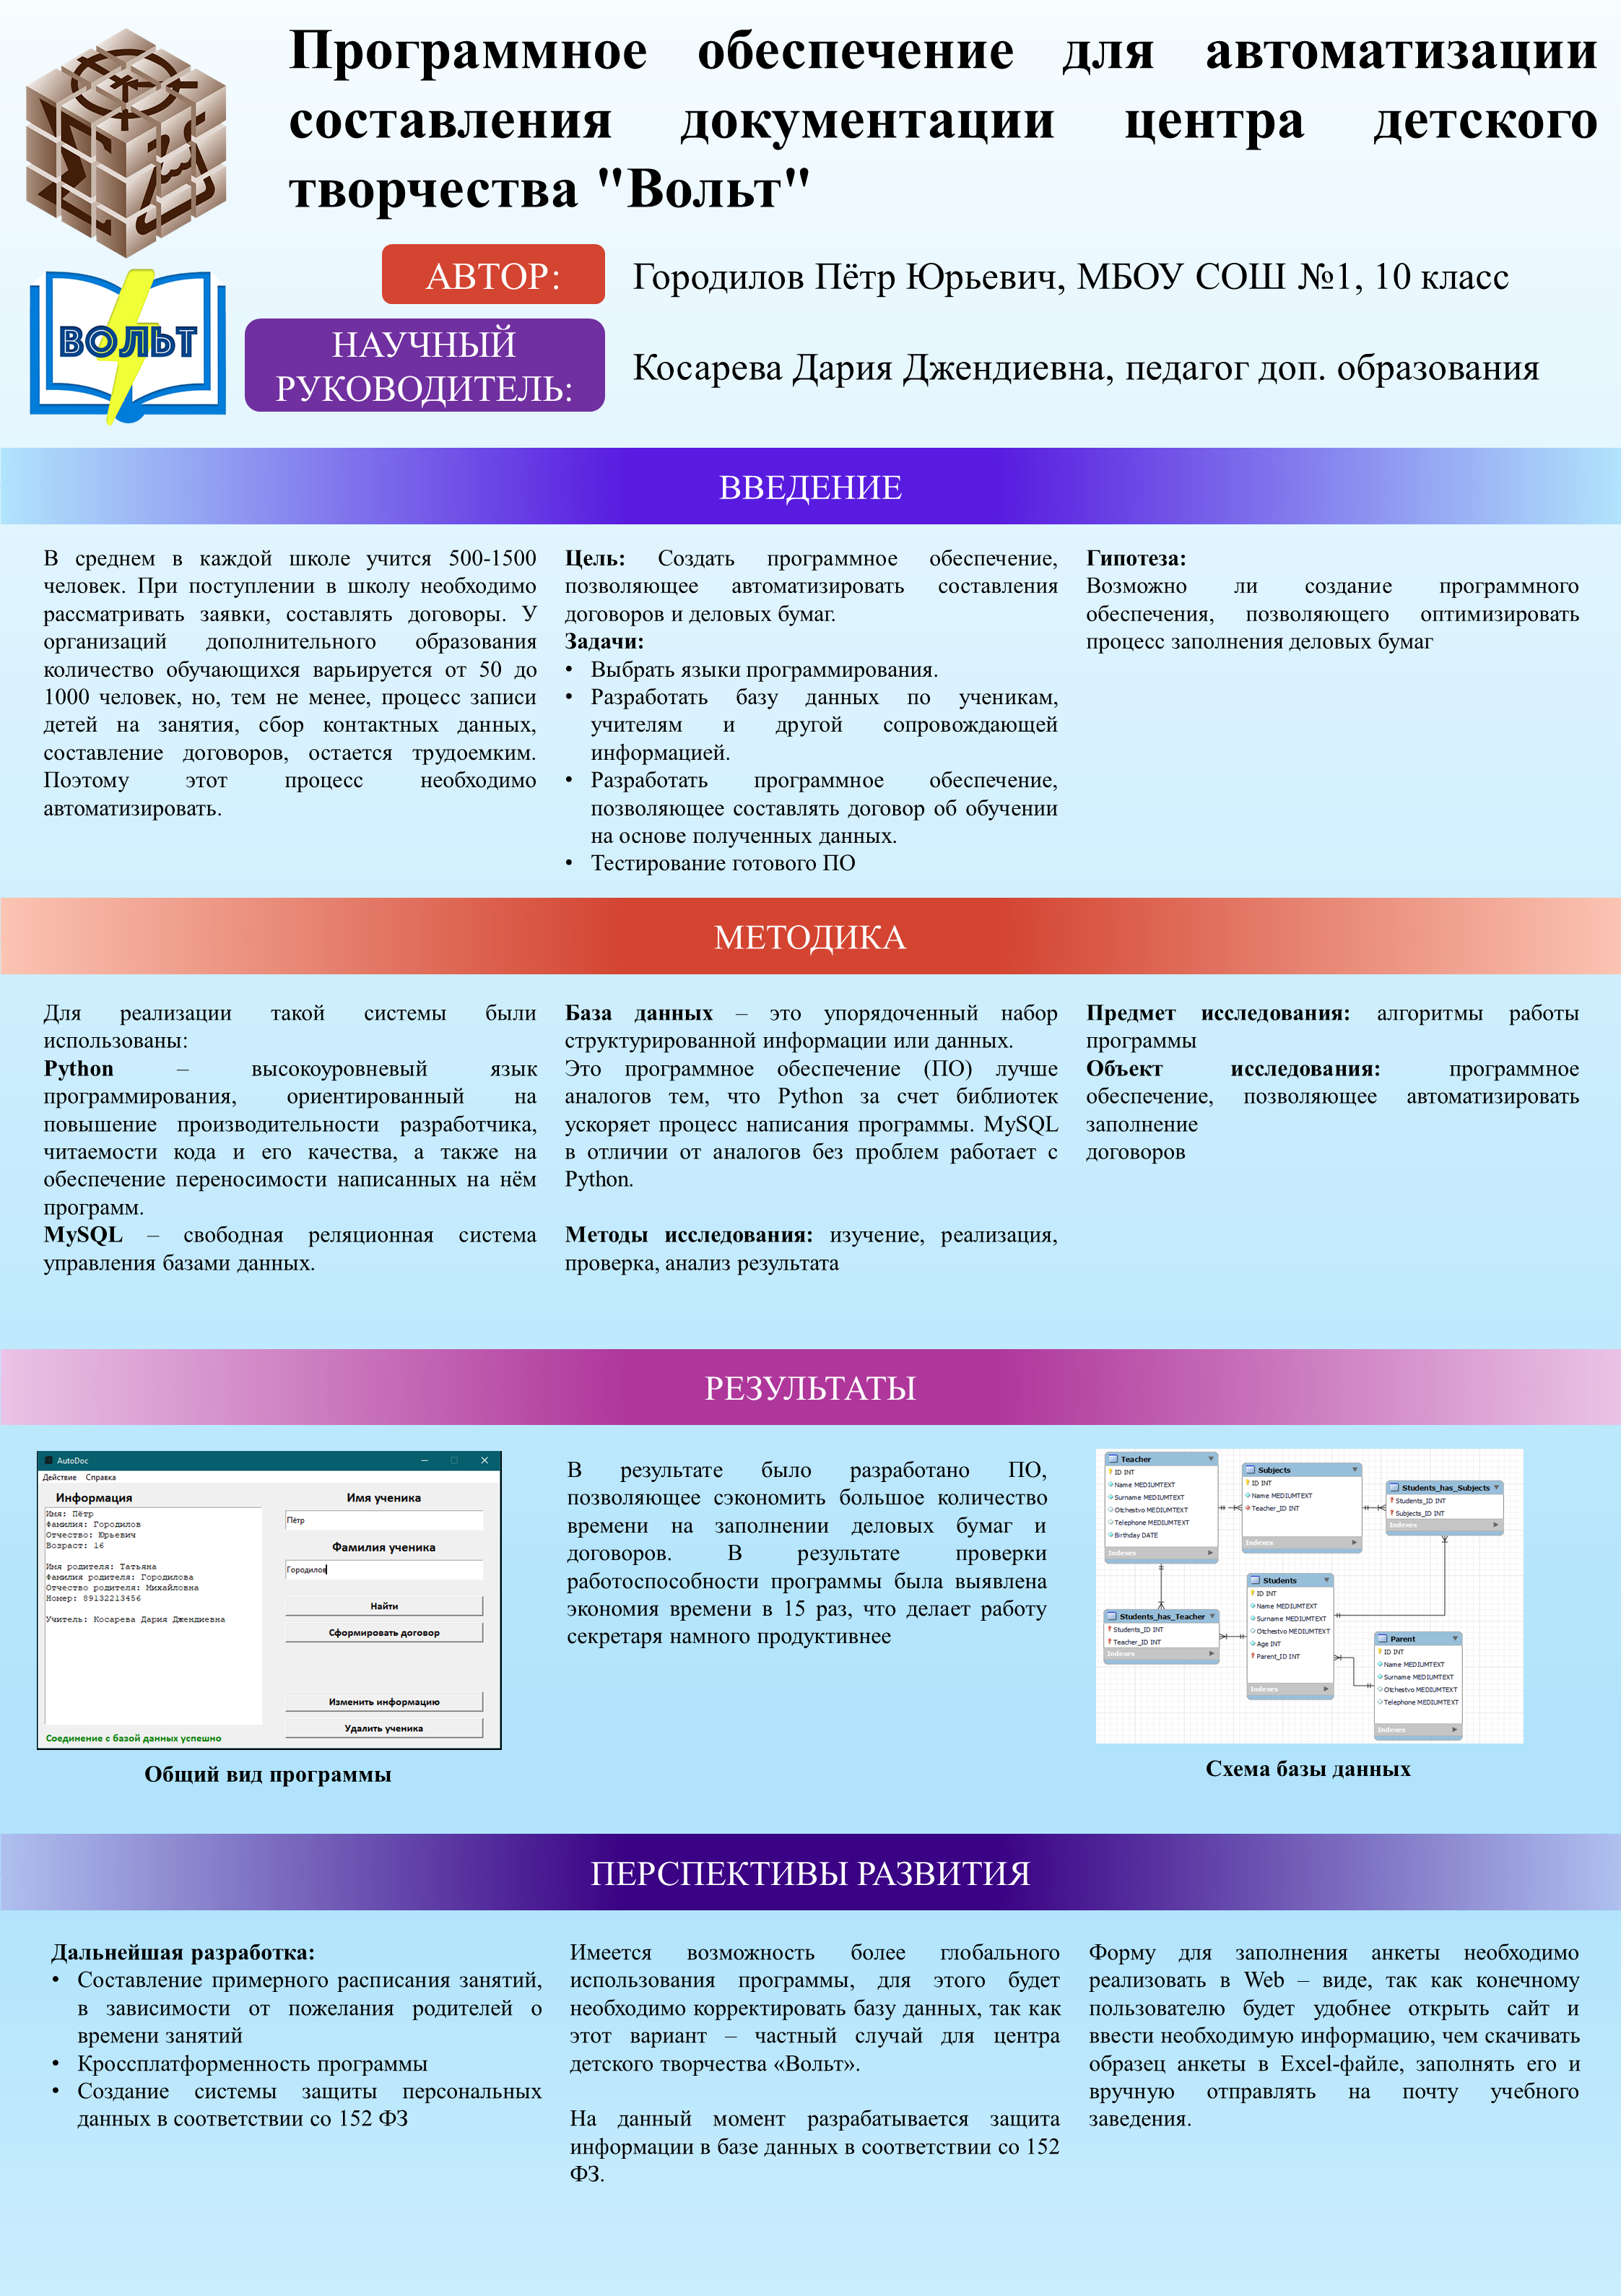 Программное обеспечение для автоматизации
составления документации центра детского
творчества "Вольт"
ВОЛЬТ
АВТОР:
Городилов Пётр Юрьевич, МБОУ СОШ №1, 10 класс
НАУЧНЫЙ
РУКОВОДИТЕЛЬ:
Косарева Дария Джендиевна, педагог доп. образования
ВВЕДЕНИЕ
В среднем в каждой школе учится 500-1500
человек. При поступлении в школу необходимо
рассматривать заявки, составлять договоры. У
организаций дополнительного образования
количество обучающихся варьируется от 50 до
1000 человек, но, тем не менее, процесс записи
детей на занятия, сбор контактных данных,
составление договоров, остается трудоемким.
Поэтому этот процесс необходимо
автоматизировать.
Цель: Создать программное обеспечение,
позволяющее автоматизировать составления
договоров и деловых бумаг.
Задачи:
• Выбрать языки программирования.
• Разработать базу данных по ученикам,
учителям и другой сопровождающей
информацией.
• Разработать программное обеспечение,
позволяющее составлять договор об обучении
на основе полученных данных.
• Тестирование готового ПО
Гипотеза:
Возможно ли создание программного
обеспечения, позволяющего оптимизировать
процесс заполнения деловых бумаг
МЕТОДИКА
Для реализации такой системы были
использованы:
Python – высокоуровневый язык
программирования, ориентированный на
повышение производительности разработчика,
читаемости кода и его качества, а также на
обеспечение переносимости написанных на нём
программ.
MySQL – свободная реляционная система
управления базами данных.
База данных – это упорядоченный набор
структурированной информации или данных.
Это программное обеспечение (ПО) лучше
аналогов тем, что Python за счет библиотек
ускоряет процесс написания программы. MySQL
в отличии от аналогов без проблем работает с
Python.
Методы исследования: изучение, реализация,
проверка, анализ результата
Предмет исследования: алгоритмы работы
программы
Объект исследования: программное
обеспечение, позволяющее автоматизировать
заполнение
договоров
РЕЗУЛЬТАТЫ
AutoDoc
Действие Справка
Информация
Имя: Пётр
Фамилия: Городилов
Отчество: Юрьевич
Возраст: 16
Имя родителя: Татьяна
Фамилия родителя: Городилова
Отчество родителя: Михайловна
Номер: 89132213456
Учитель: Косарева Дария Джендиевна
Соединение с базой данных успешно
Имя ученика
Пётр
Фамилия ученика
Городилов
Найти
Сформировать договор
Изменить информацию
Удалить ученика
Общий вид программы
В результате было разработано ПО,
позволяющее сэкономить большое количество
времени на заполнении деловых бумаг и
договоров. В результате проверки
работоспособности программы была выявлена
экономия времени в 15 раз, что делает работу
секретаря намного продуктивнее
Teacher
ID INT
Name MEDIUMTEXT
Surname MEDIUMTEXT
Otchestvo MEDIUMTEXT
Telephone MEDIUMTEXT
Birthday DATE
Indexes
Subjects
ID INT
Name MEDIUMTEXT
Teacher_ID INT
Indexes
Students_has_Subjects
Students_ID INT
Subjects_ID INT
Indexes
Students_has_Teacher
Students_ID INT
Teacher_ID INT
Indexes
Students
ID INT
Name MEDIUMTEXT
Surname MEDIUMTEXT
Otchestvo MEDIUMTEXT
Age INT
Parent_ID INT
Indexes
Parent
ID INT
Name MEDIUMTEXT
Surname MEDIUMTEXT
Otchestvo MEDIUMTEXT
Telephone MEDIUMTEXT
Indexes
Схема базы данных
ПЕРСПЕКТИВЫ РАЗВИТИЯ
Дальнейшая разработка:
• Составление примерного расписания занятий,
в зависимости от пожелания родителей о
времени занятий
• Кроссплатформенность программы
• Создание системы защиты персональных
данных в соответствии со 152 ФЗ
Имеется возможность более глобального
использования программы, для этого будет
необходимо корректировать базу данных, так как
этот вариант – частный случай для центра
детского творчества «Вольт».
На данный момент разрабатывается защита
информации в базе данных в соответствии со 152
ФЗ.
Форму для заполнения анкеты необходимо
реализовать в Web – виде, так как конечному
пользователю будет удобнее открыть сайт и
ввести необходимую информацию, чем скачивать
образец анкеты в Excel-файле, заполнять его и
вручную отправлять на почту учебного
заведения.